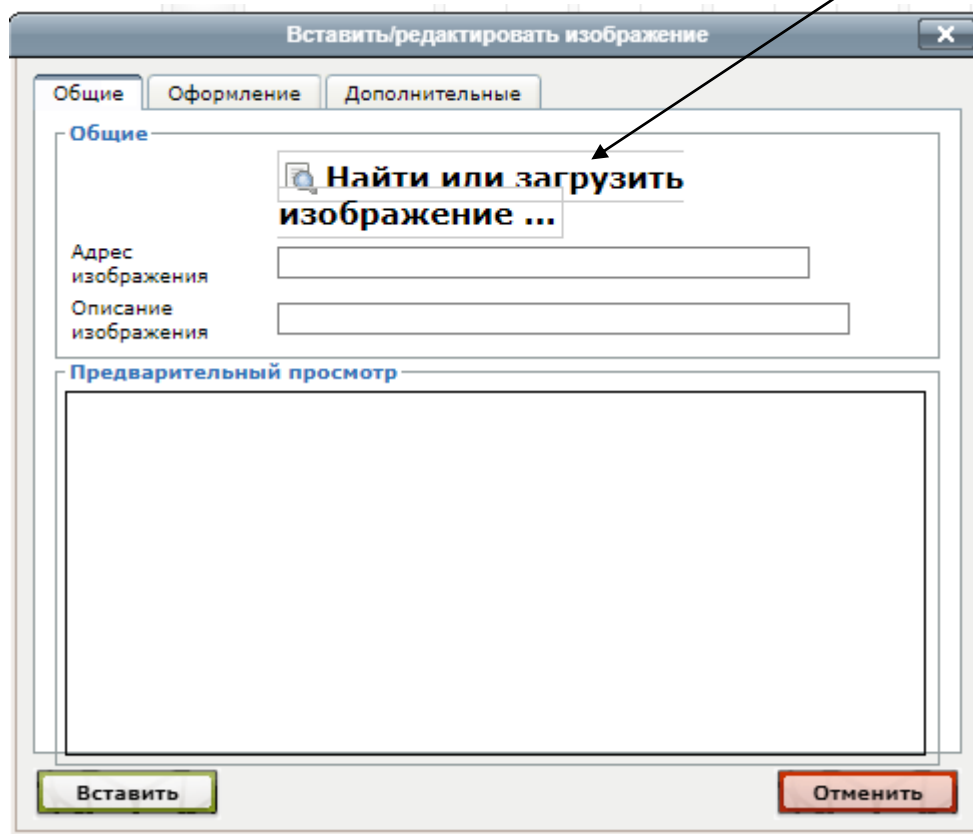 Вставить/редактировать изображение
Общие Оформление Дополнительные
Общие
Найти или загрузить
изображение ...
Адрес
изображения
Описание
изображения
Предварительный просмотр
Вставить Отменить